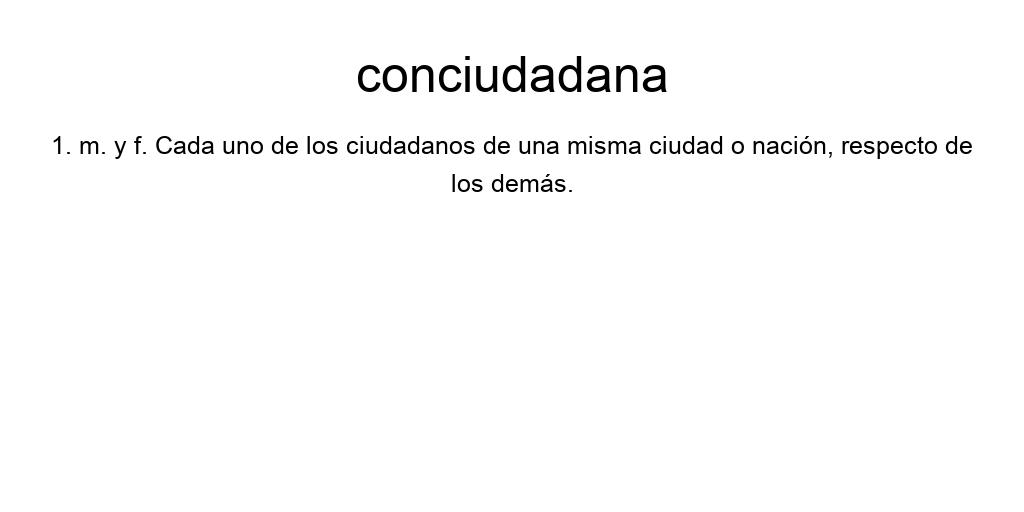 conciudadana
1. m. y f. Cada uno de los ciudadanos de una misma ciudad o nación, respecto de
los demás.